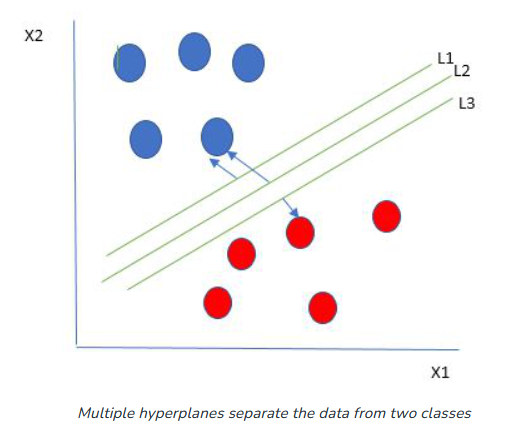 X2
L1
L2
L3
X1
Multiple hyperplanes separate the data from two classes